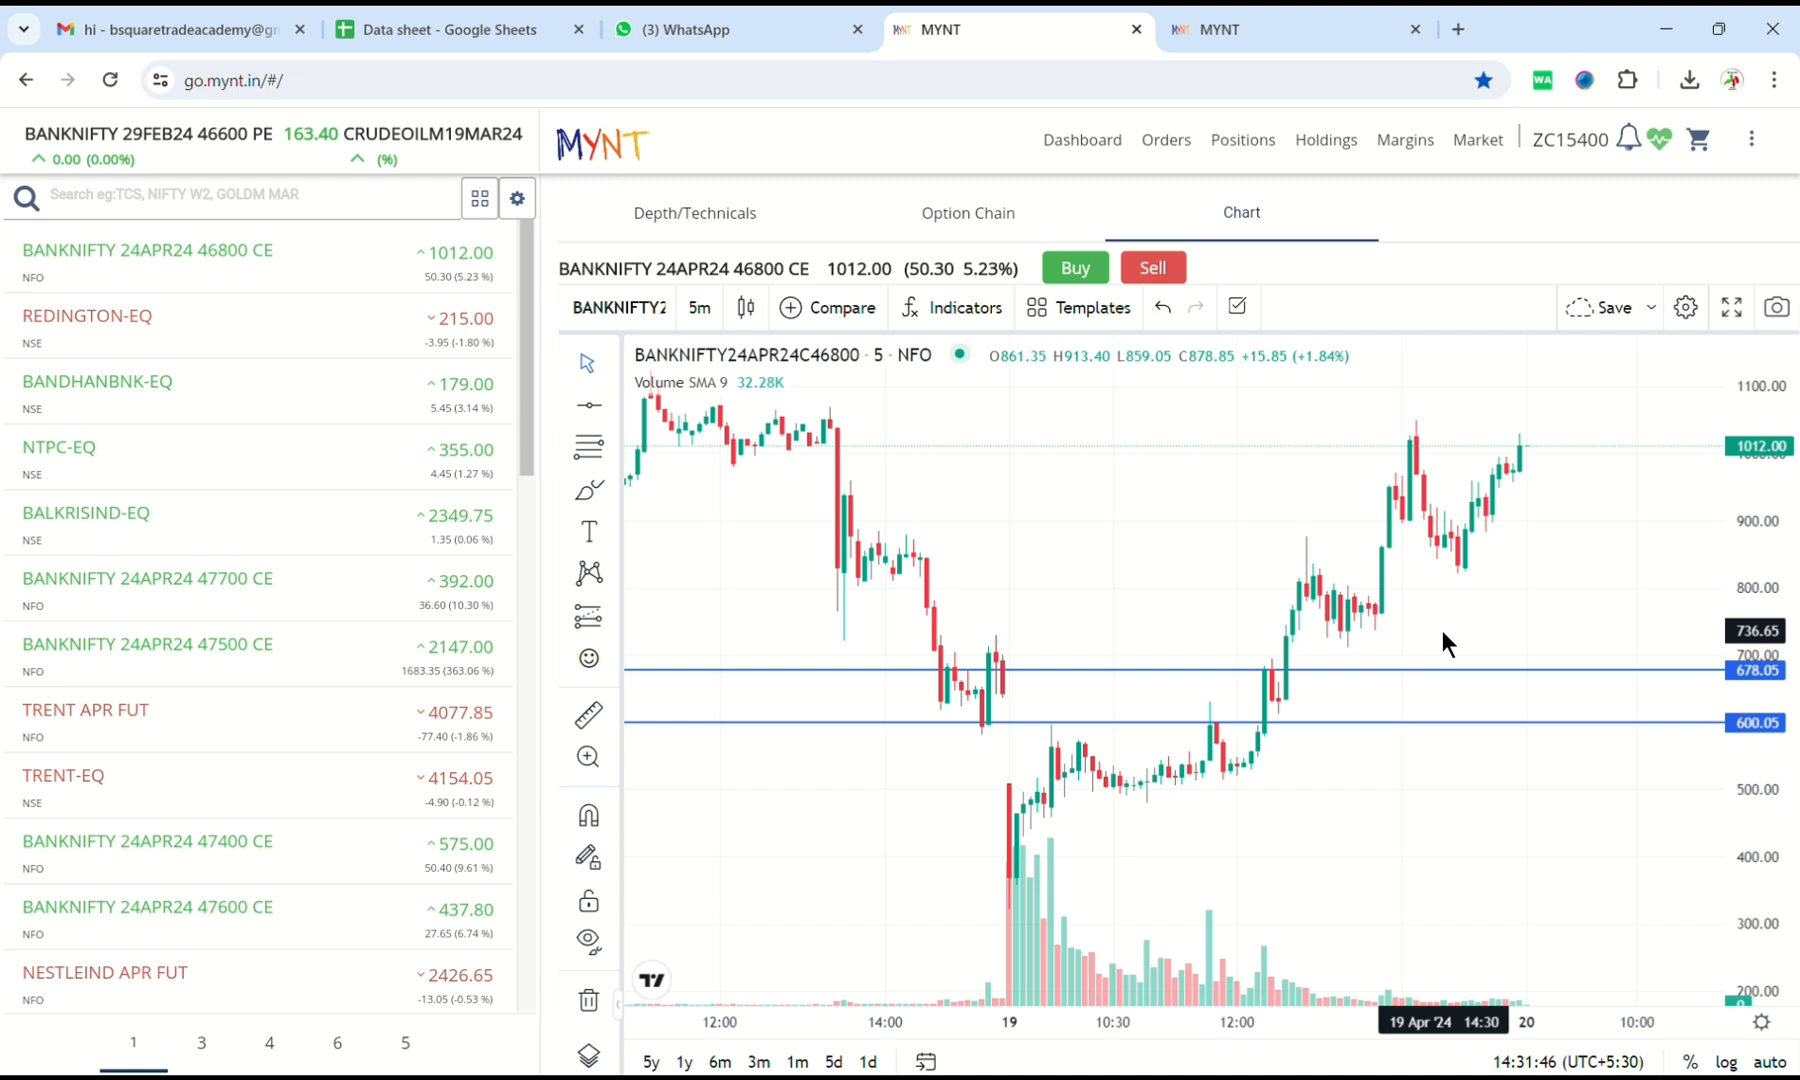 hi - bsquaretradeacademy@gn
Data sheet - Google Sheets
(3) WhatsApp
MYNT MYNT
MYNT MYNT
go.mynt.in/#/
WA
BANKNIFTY 29FEB24 46600 PE 163.40 CRUDEOILM19MAR24
0.00 (0.00%) (%)
MYNT
Dashboard Orders Positions Holdings Margins Market ZC15400
Search eg:TCS, NIFTY W2, GOLDM MAR
Depth/Technicals Option Chain Chart
BANKNIFTY 24APR24 46800 CE 1012.00
NFO 50.30 (5.23 %)
REDINGTON-EQ 215.00
NSE -3.95 (-1.80 %)
BANDHANBNK-EQ 179.00
NSE 5.45 (3.14 %)
NTPC-EQ 355.00
NSE 4.45 (1.27 %)
BALKRISIND-EQ 2349.75
NSE 1.35 (0.06 %)
BANKNIFTY 24APR24 47700 CE 392.00
NFO 36.60 (10.30 %)
BANKNIFTY 24APR24 47500 CE 2147.00
NFO 1683.35 (363.06 %)
TRENT APR FUT 4077.85
NFO -77.40 (-1.86 %)
TRENT-EQ 4154.05
NSE -4.90 (-0.12 %)
BANKNIFTY 24APR24 47400 CE 575.00
NFO 50.40 (9.61 %)
BANKNIFTY 24APR24 47600 CE 437.80
NFO 27.65 (6.74 %)
NESTLEIND APR FUT 2426.65
NFO -13.05 (-0.53 %)
1 3 4 6 5
BANKNIFTY 24APR24 46800 CE 1012.00 (50.30 5.23%) Buy Sell
BANKNIFTY2 5m Compare Indicators Templates Save
BANKNIFTY24APR24C46800 · 5 · NFO O861.35 H913.40 L859.05 C878.85 +15.85 (+1.84%)
Volume SMA 9 32.28K
1100.00
1012.00
900.00
800.00
736.65
700.00
678.05
600.05
500.00
400.00
300.00
200.00
12:00 14:00 19 10:30 12:00 19 Apr '24 14:30 20 10:00
5y 1y 6m 3m 1m 5d 1d
14:31:46 (UTC+5:30) % log auto